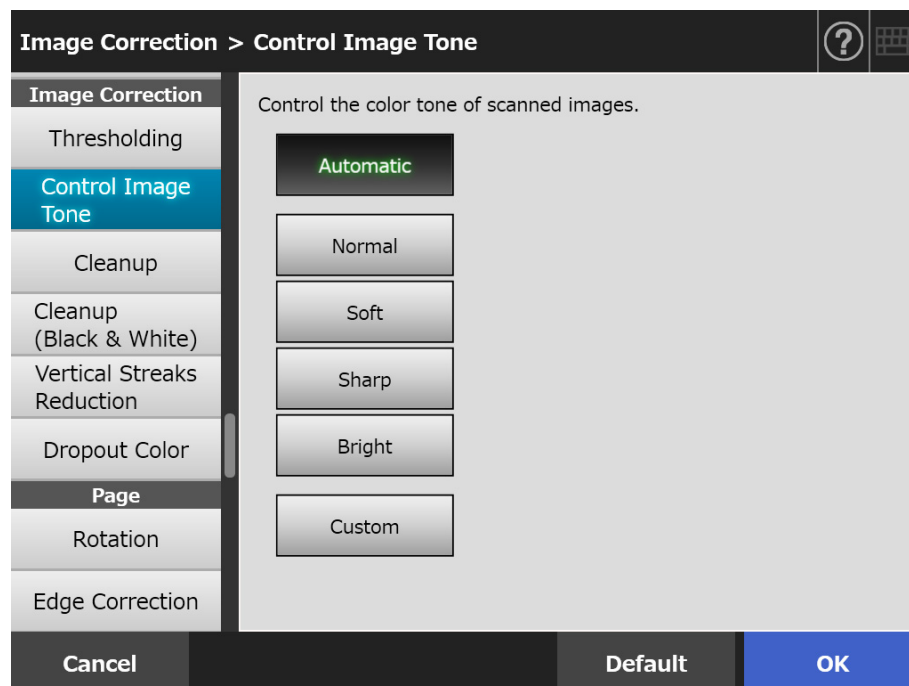 Image Correction > Control Image Tone
?
Image Correction
Thresholding
Control Image
Tone
Cleanup
Cleanup
(Black & White)
Vertical Streaks
Reduction
Dropout Color
Page
Rotation
Edge Correction
Control the color tone of scanned images.
Automatic
Normal
Soft
Sharp
Bright
Custom
Cancel
Default
OK